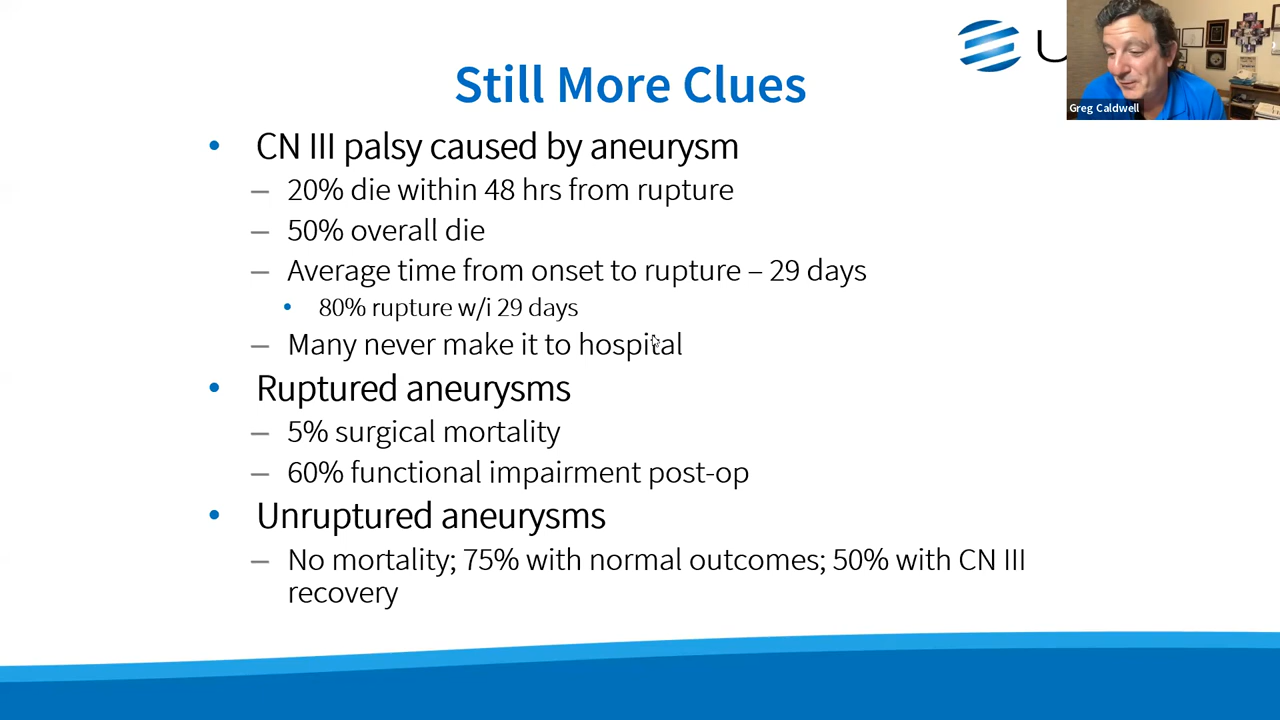 Still More Clues
Greg Caldwell
• CN III palsy caused by aneurysm
– 20% die within 48 hrs from rupture
– 50% overall die
– Average time from onset to rupture – 29 days
• 80% rupture w/i 29 days
– Many never make it to hospital
• Ruptured aneurysms
– 5% surgical mortality
– 60% functional impairment post-op
• Unruptured aneurysms
– No mortality; 75% with normal outcomes; 50% with CN III
recovery